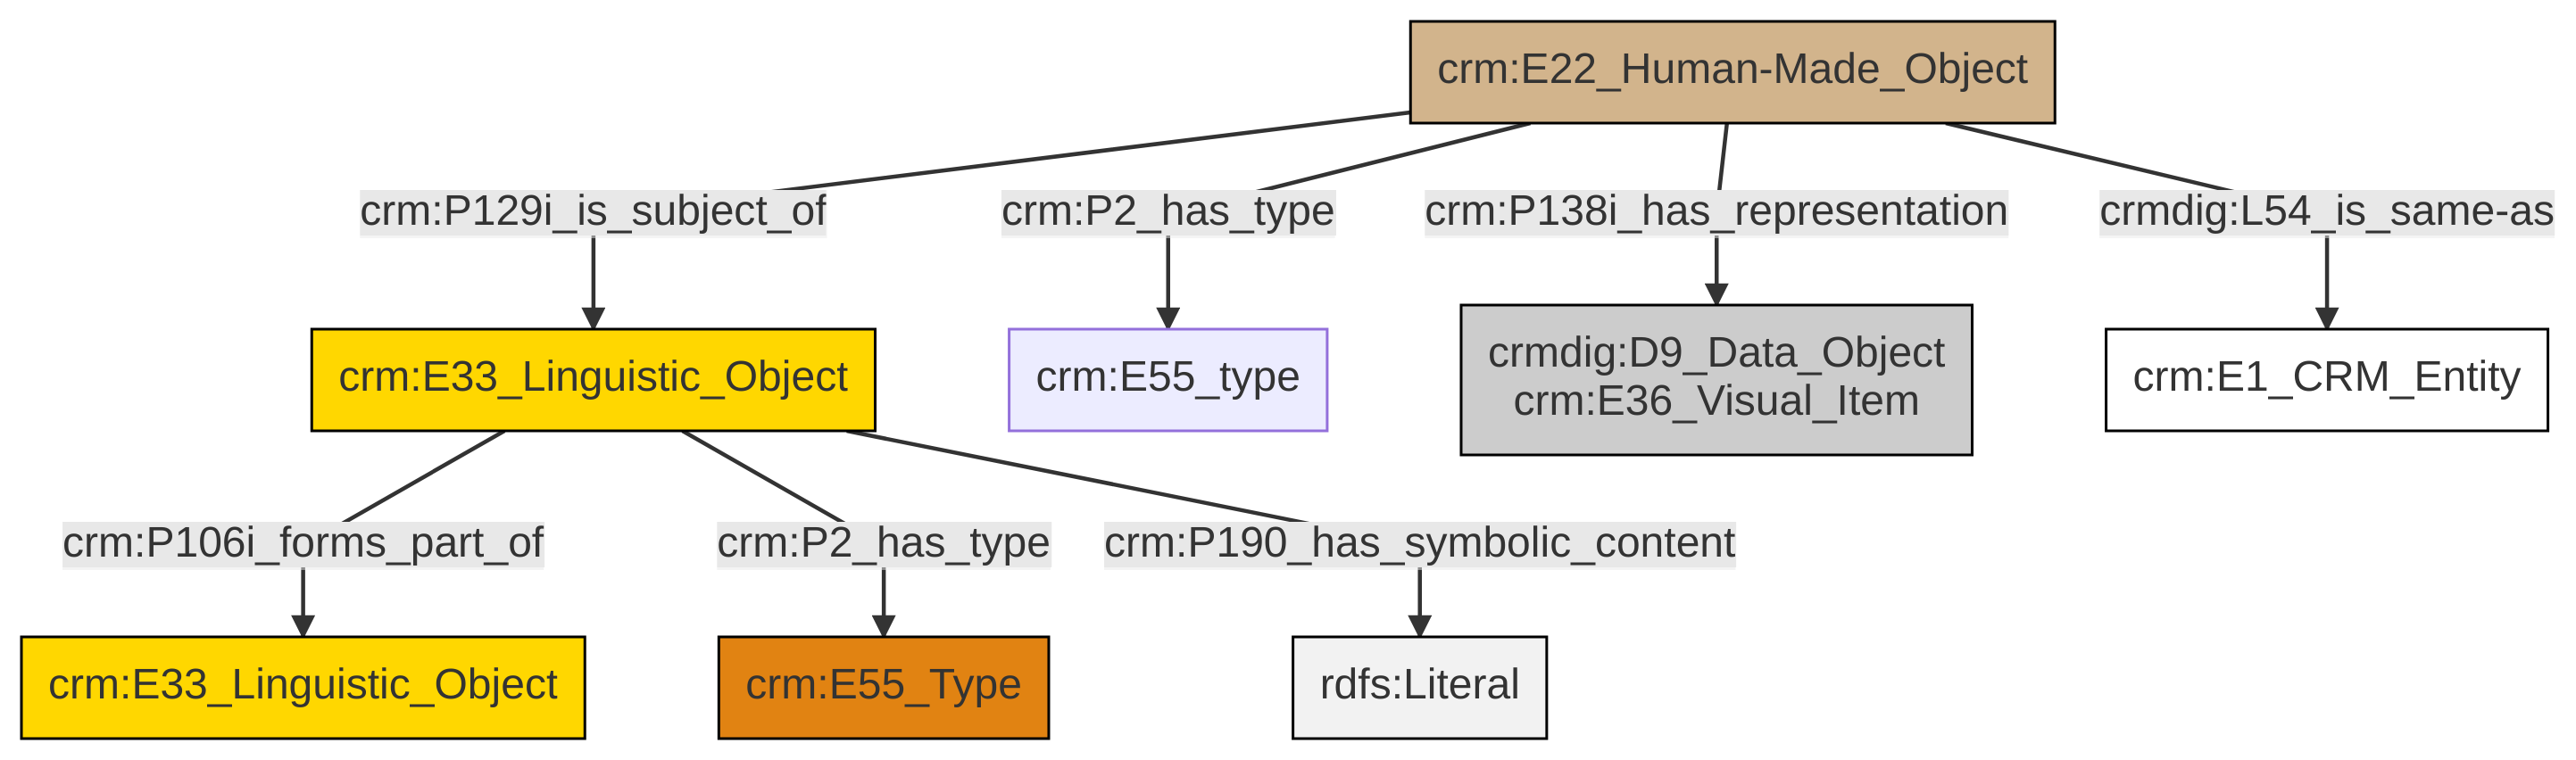 crm:E22_Human-Made_Object
crm:P129i_is_subject_of
crm:P2_has_type
crm:P138i_has_representation
crmdig:L54_is_same-as
crm:E33_Linguistic_Object
crm:E55_type
crmdig:D9_Data_Object
crm:E36_Visual_Item
crm:E1_CRM_Entity
crm:P106i_forms_part_of
crm:P2_has_type
crm:P190_has_symbolic_content
crm:E33_Linguistic_Object
crm:E55_Type
rdfs:Literal